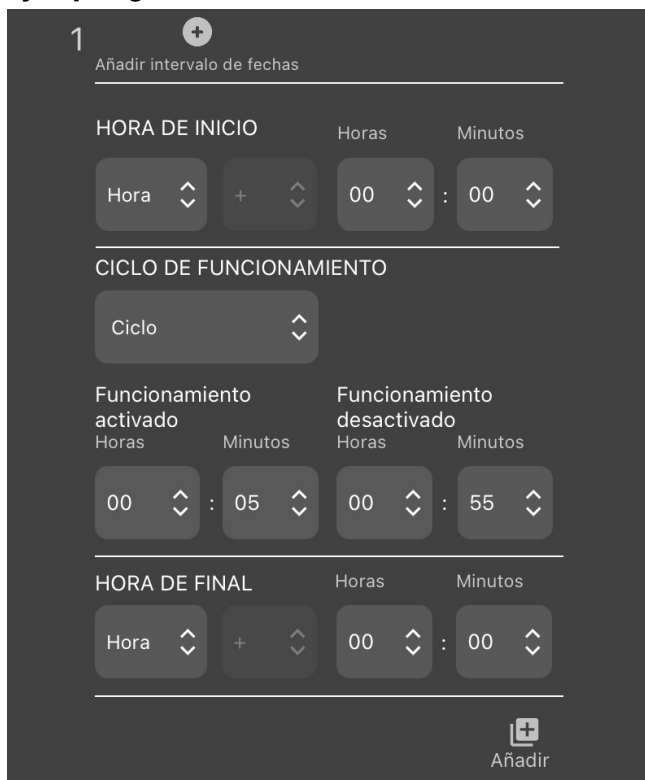 1
Añadir intervalo de fechas
HORA DE INICIO Horas Minutos
Hora + 00 : 00
CICLO DE FUNCIONAMIENTO
Ciclo
Funcionamiento Funcionamiento
activado desactivado
Horas Minutos Horas Minutos
00 : 05 00 : 55
HORA DE FINAL Horas Minutos
Hora + 00 : 00
Añadir